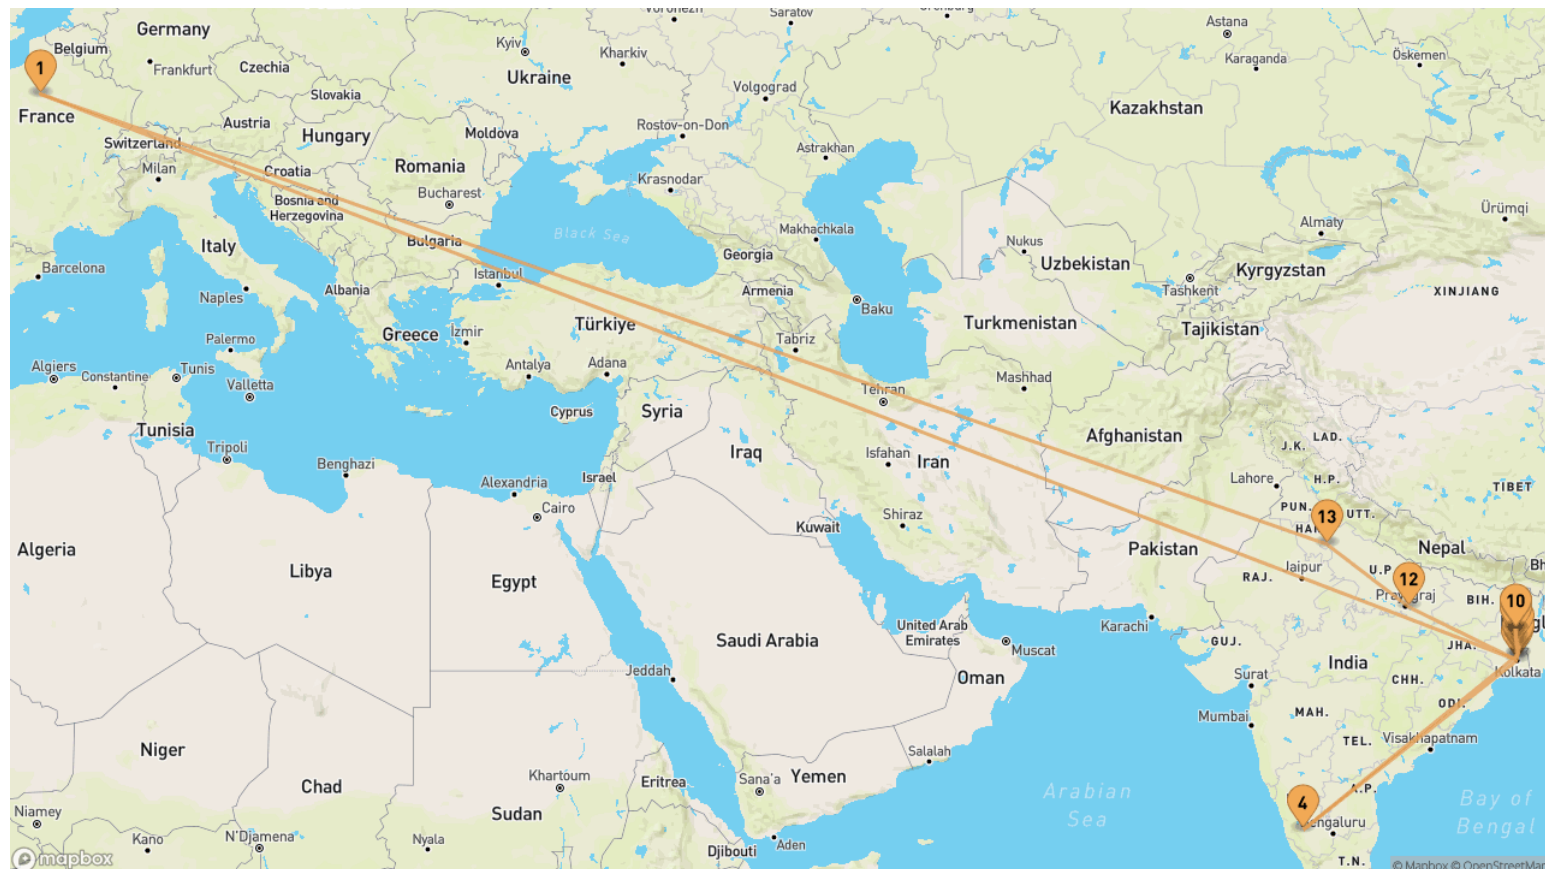 Germany
Belgium
Frankfurt
Czechia
Slovakia
France
Austria
Hungary
Moldova
Switzerland
Milan
Croatia
Romania
Bosnia and
Herzegovina
Bucharest
Bulgaria
Italy
Barcelona
Naples
Albania
Istanbul
Greece
İzmir
Palermo
Algiers
Constantine
Tunis
Valletta
Tunisia
Tripoli
Benghazi
Algeria
Libya
Niger
Chad
Niamey
Kano
N'Djamena
Kyiv
Kharkiv
Ukraine
Saratov
Volgograd
Rostov-on-Don
Astrakhan
Krasnodar
Makhachkala
Black Sea
Georgia
Armenia
Baku
Türkiye
Tabriz
Antalya
Adana
Cyprus
Syria
Tehran
Iraq
Isfahan
Iran
Israel
Alexandria
Cairo
Kuwait
Shiraz
Egypt
Saudi Arabia
United Arab
Emirates
Muscat
Oman
Jeddah
Salalah
Yemen
Sana'a
Aden
Djibouti
Eritrea
Khartoum
Sudan
Nyala
Astana
Karaganda
Öskemen
Kazakhstan
Almaty
Ürümqi
Nukus
Uzbekistan
Kyrgyzstan
Tashkent
XINJIANG
Turkmenistan
Tajikistan
Mashhad
Afghanistan
J.K.
LAD.
Lahore
H.P.
TIBET
PUN.
UTT.
Pakistan
Nepal
Jaipur
RAJ.
BIH.
Karachi
GUJ.
JHA.
India
Kolkata
Surat
CHH.
MAH.
ODI.
Mumbai
TEL.
Visakhapatnam
A.P.
Arabian
Sea
Bay of
Bengal
T.N.
1
13
12
10
4
mapbox
© Mapbox © OpenStreetMap